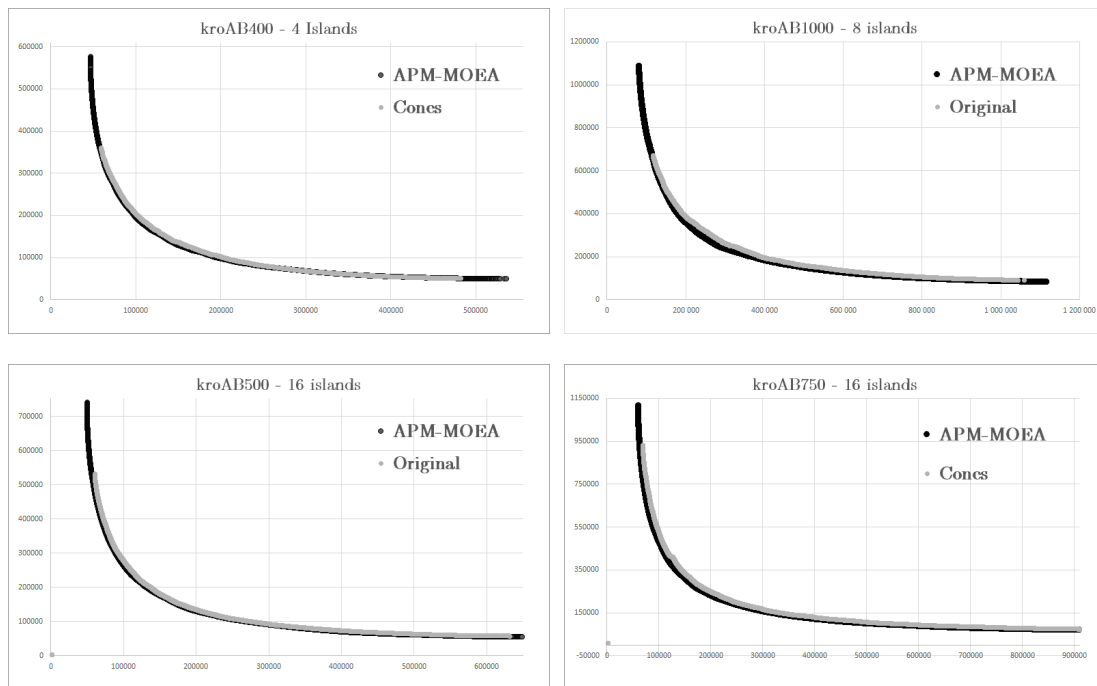 kroAB400 - 4 Islands
600000
500000
400000
300000
200000
100000
0
APM-MOEA
Concs
0 100000 200000 300000 400000 500000
kroAB1000 - 8 islands
1200000
1000000
800000
600000
400000
200000
0
APM-MOEA
Original
0 200 000 400 000 600 000 800 000 1 000 000 1 200 000
kroAB500 - 16 islands
700000
600000
500000
400000
300000
200000
100000
0
APM-MOEA
Original
0 100000 200000 300000 400000 500000 600000
kroAB750 - 16 islands
1150000
950000
750000
550000
350000
150000
-50000
APM-MOEA
Concs
0 100000 200000 300000 400000 500000 600000 700000 800000 900000